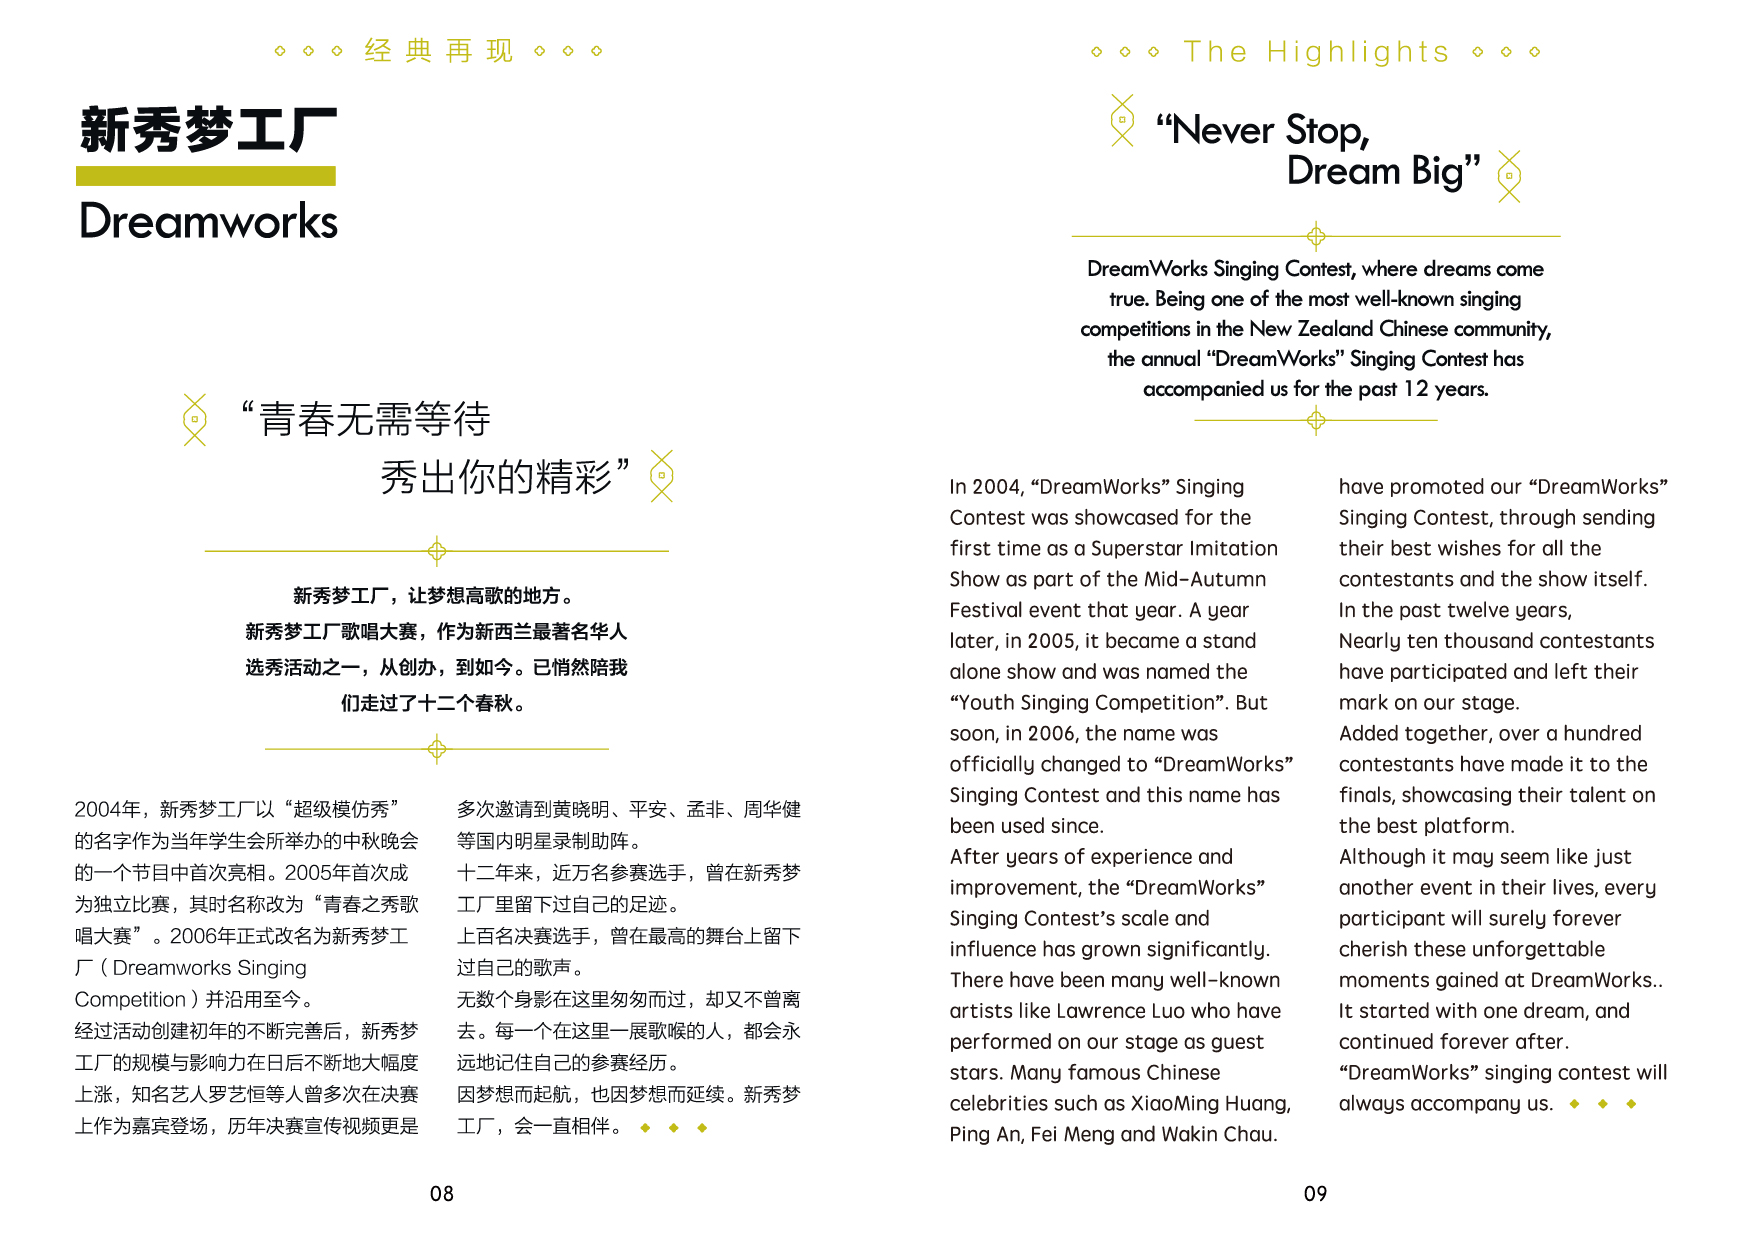 经典再现
新秀梦工厂
Dreamworks
“青春无需等待
秀出你的精彩”
新秀梦工厂，让梦想高歌的地方。
新秀梦工厂歌唱大赛，作为新西兰最著名华人
选秀活动之一，从创办，到如今。已悄然陪我
们走过了十二个春秋。
2004年，新秀梦工厂以“超级模仿秀”
的名字作为当年学生会所举办的中秋晚会
的一个节目中首次亮相。2005年首次成
为独立比赛，其时名称改为“青春之秀歌
唱大赛”。2006年正式改名为新秀梦工
厂（Dreamworks Singing
Competition）并沿用至今。
经过活动创建初年的不断完善后，新秀梦
工厂的规模与影响力在日后不断地大幅度
上涨，知名艺人罗艺恒等人曾多次在决赛
上作为嘉宾登场，历年决赛宣传视频更是
多次邀请到黄晓明、平安、孟非、周华健
等国内明星录制助阵。
十二年来，近万名参赛选手，曾在新秀梦
工厂里留下过自己的足迹。
上百名决赛选手，曾在最高的舞台上留下
过自己的歌声。
无数个身影在这里匆匆而过，却又不曾离
去。每一个在这里一展歌喉的人，都会永
远地记住自己的参赛经历。
因梦想而起航，也因梦想而延续。新秀梦
工厂，会一直相伴。
08
The Highlights
“Never Stop,
Dream Big”
DreamWorks Singing Contest, where dreams come
true. Being one of the most well-known singing
competitions in the New Zealand Chinese community,
the annual “DreamWorks” Singing Contest has
accompanied us for the past 12 years.
In 2004, “DreamWorks” Singing
Contest was showcased for the
first time as a Superstar Imitation
Show as part of the Mid-Autumn
Festival event that year. A year
later, in 2005, it became a stand
alone show and was named the
“Youth Singing Competition”. But
soon, in 2006, the name was
officially changed to “DreamWorks”
Singing Contest and this name has
been used since.
After years of experience and
improvement, the “DreamWorks”
Singing Contest’s scale and
influence has grown significantly.
There have been many well-known
artists like Lawrence Luo who have
performed on our stage as guest
stars. Many famous Chinese
celebrities such as XiaoMing Huang,
Ping An, Fei Meng and Wakin Chau.
have promoted our “DreamWorks”
Singing Contest, through sending
their best wishes for all the
contestants and the show itself.
In the past twelve years,
Nearly ten thousand contestants
have participated and left their
mark on our stage.
Added together, over a hundred
contestants have made it to the
finals, showcasing their talent on
the best platform.
Although it may seem like just
another event in their lives, every
participant will surely forever
cherish these unforgettable
moments gained at DreamWorks..
It started with one dream, and
continued forever after.
“DreamWorks” singing contest will
always accompany us.
09